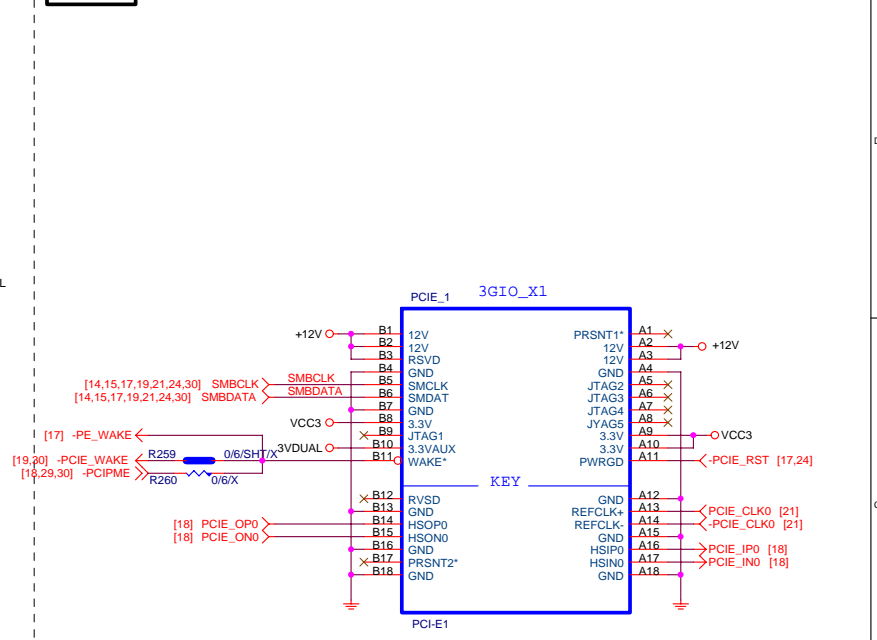 D
L
C
PCIE_1 3GIO_X1
+12V B1 12V PRSNT1* A1
B2 12V 12V A2 +12V
B3 RSVD 12V A3
B4 GND GND A4
[14,15,17,19,21,24,30] SMBCLK SMBCLK B5 SMCLK JTAG2 A5
[14,15,17,19,21,24,30] SMBDATA SMBDATA B6 SMDAT JTAG3 A6
B7 GND JTAG4 A7
VCC3 B8 3.3V JYAG5 A8
[17] -PE_WAKE B9 JTAG1 3.3V A9 VCC3
3VDUAL B10 3.3VAUX 3.3V A10
[19,30] -PCIE_WAKE R259 0/6/SHT/X B11 WAKE* PWRGD A11 -PCIE_RST [17,24]
[18,29,30] -PCIPME R260 0/6/X
KEY
B12 RVSD GND A12
B13 GND REFCLK+ A13 PCIE_CLK0 [21]
[18] PCIE_OP0 B14 HSOP0 REFCLK- A14 -PCIE_CLK0 [21]
[18] PCIE_ON0 B15 HSON0 GND A15
B16 GND HSIP0 A16 PCIE_IP0 [18]
B17 PRSNT2* HSIN0 A17 PCIE_IN0 [18]
B18 GND GND A18
PCI-E1